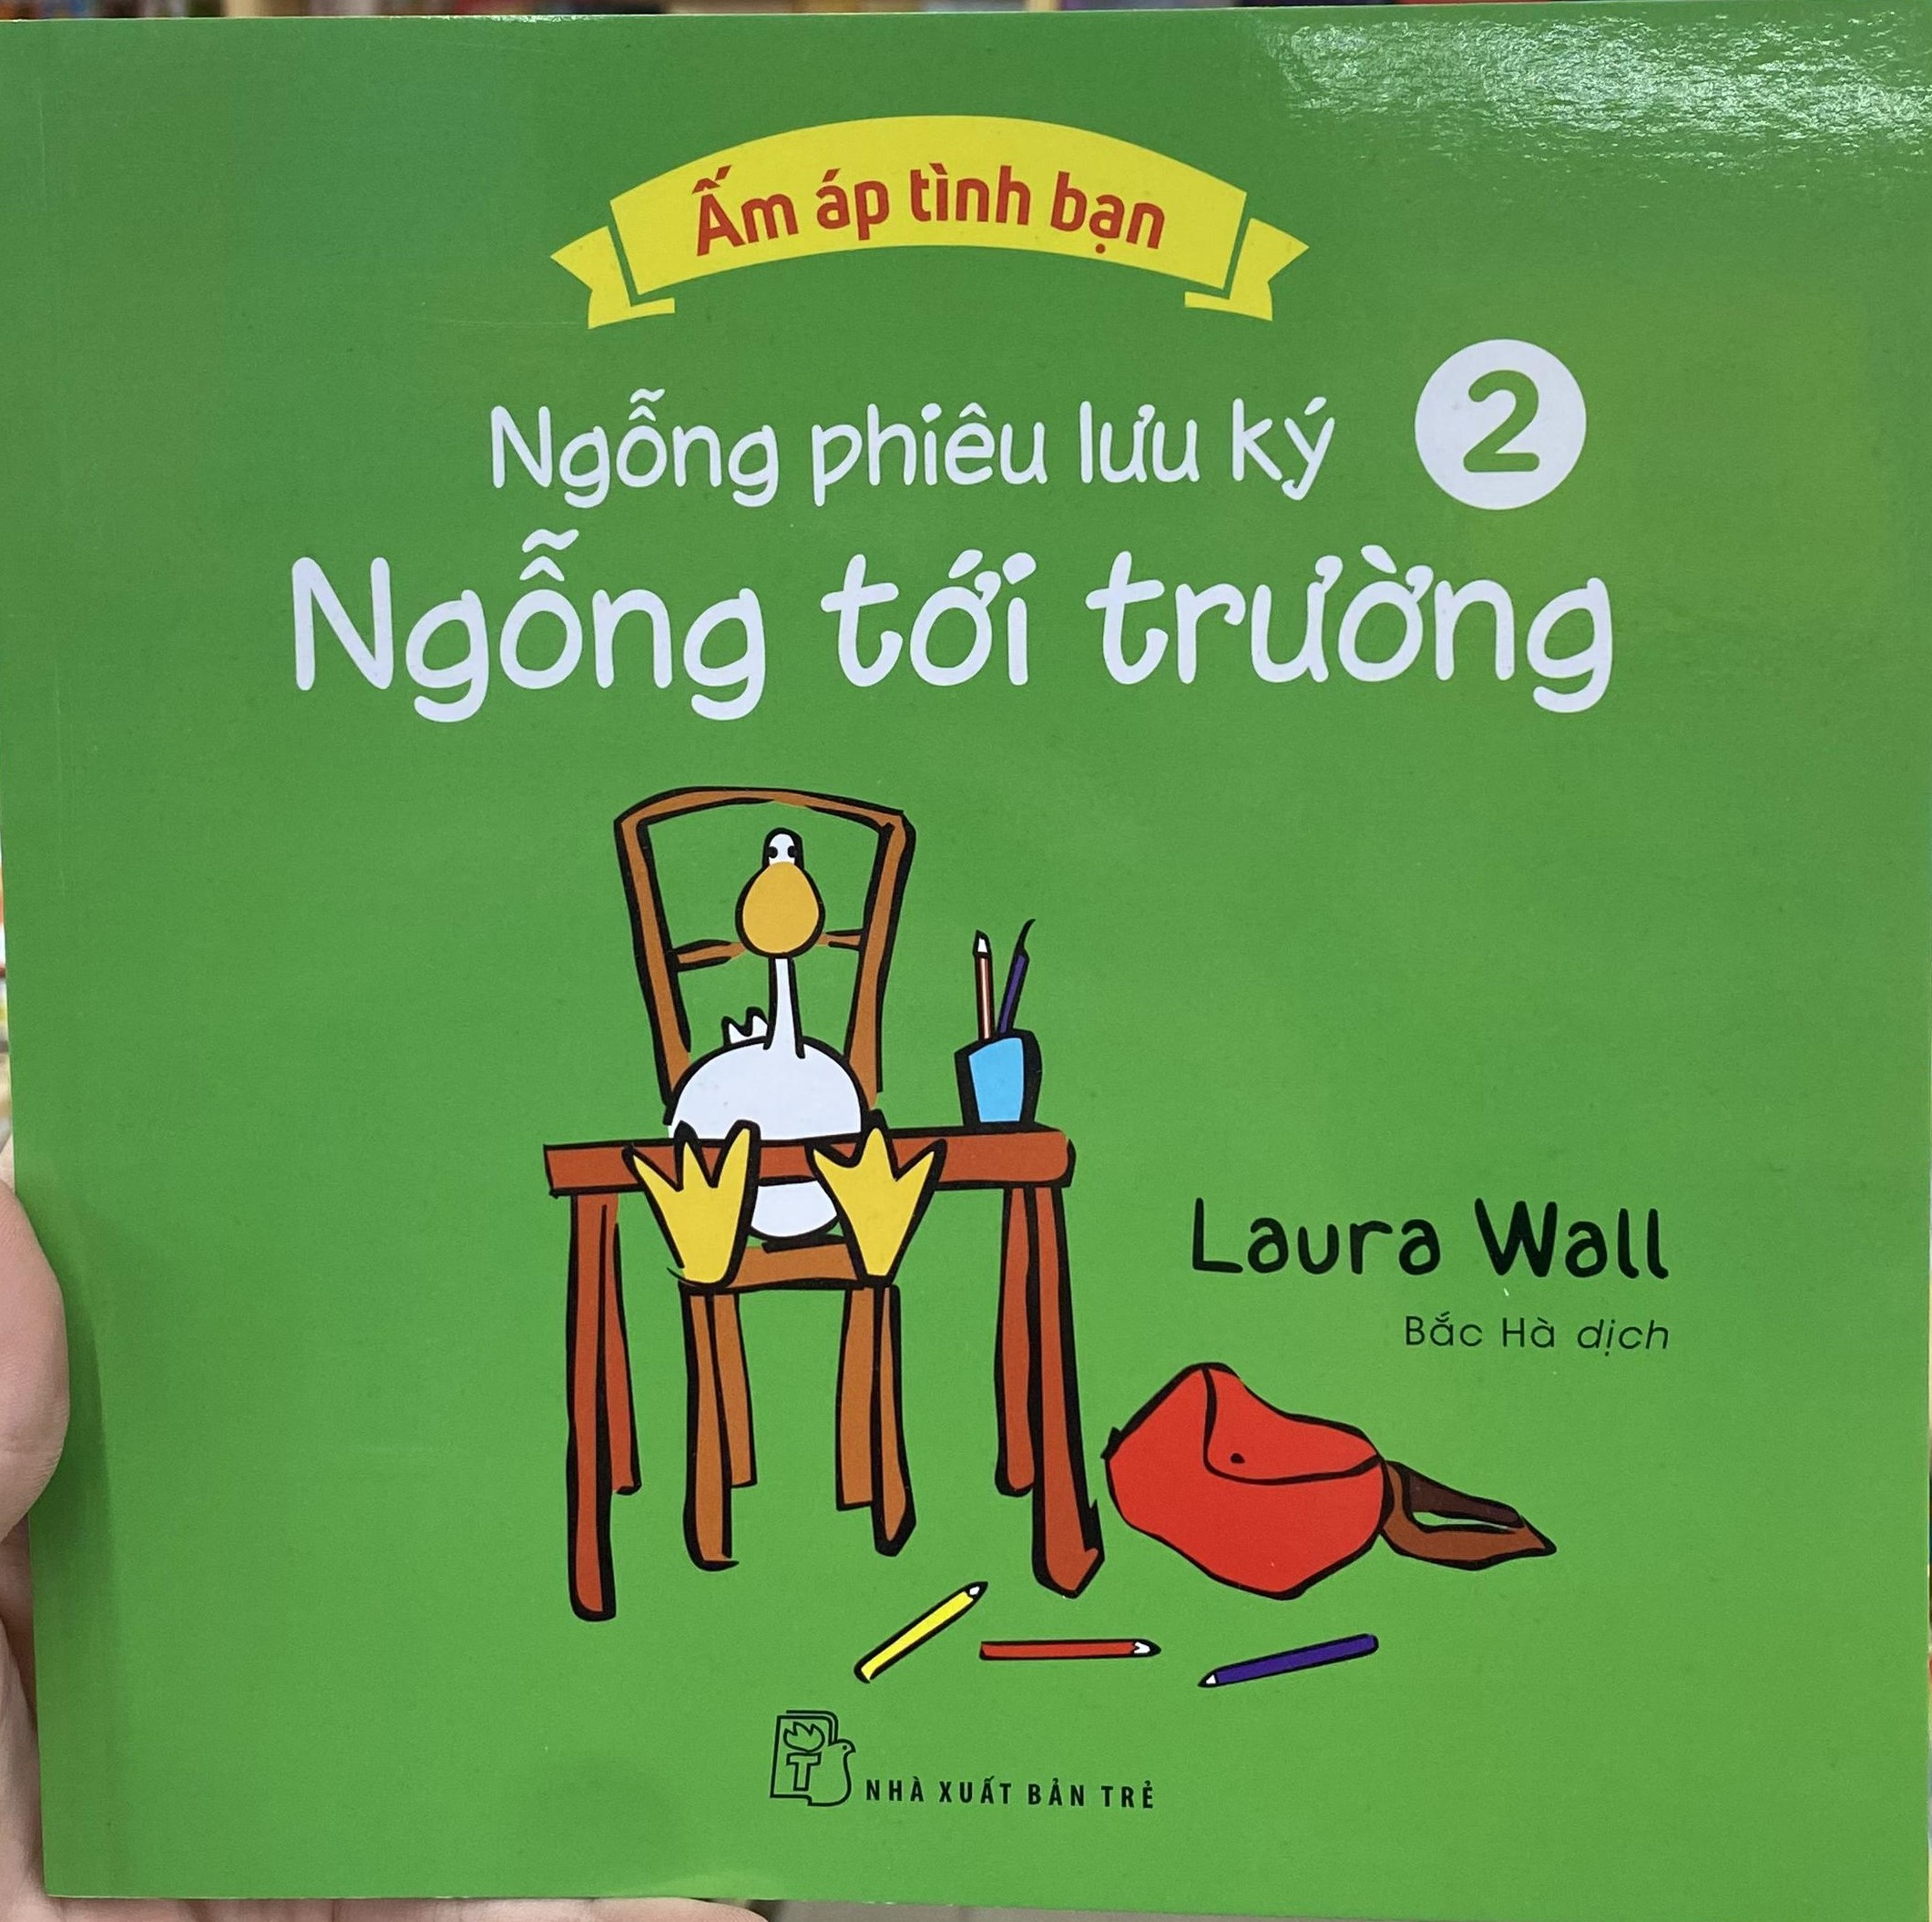 Ấm áp tình bạn
Ngỗng phiêu lưu ký 2
Ngỗng tới trường
Laura Wall
Bắc Hà dịch
T
NHÀ XUẤT BẢN TRẺ